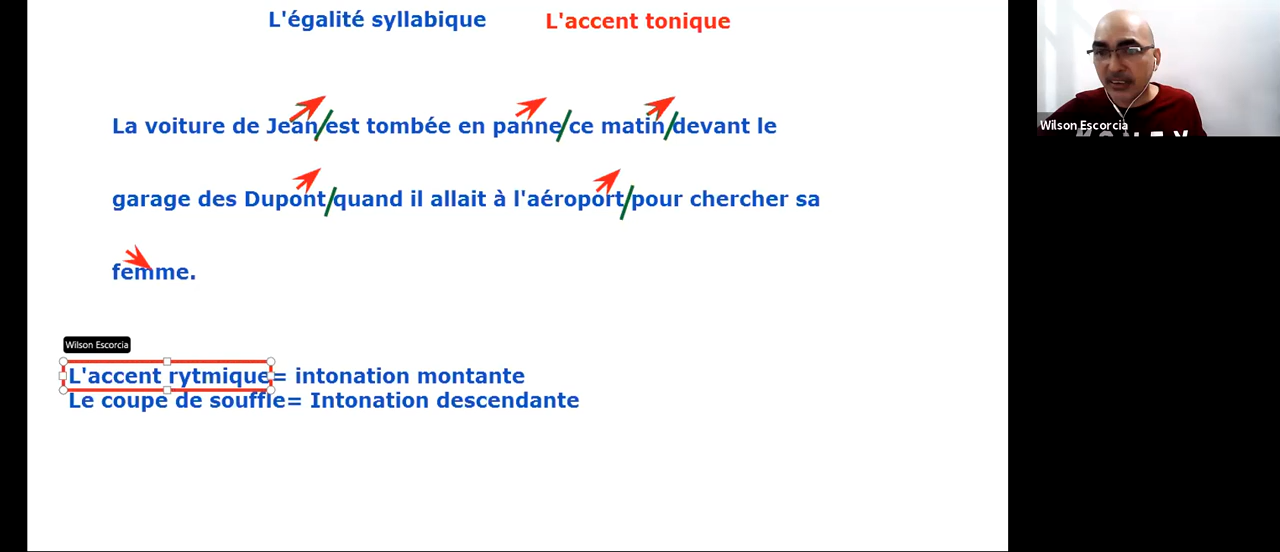 L'égalité syllabique L'accent tonique
La voiture de Jean/est tombée en panne/ce matin/devant le
garage des Dupont/quand il allait à l'aéroport/pour chercher sa
femme.
Wilson Escorcia
L'accent rytmique= intonation montante
Le coupe de souffle= Intonation descendante
Wilson Escorcia